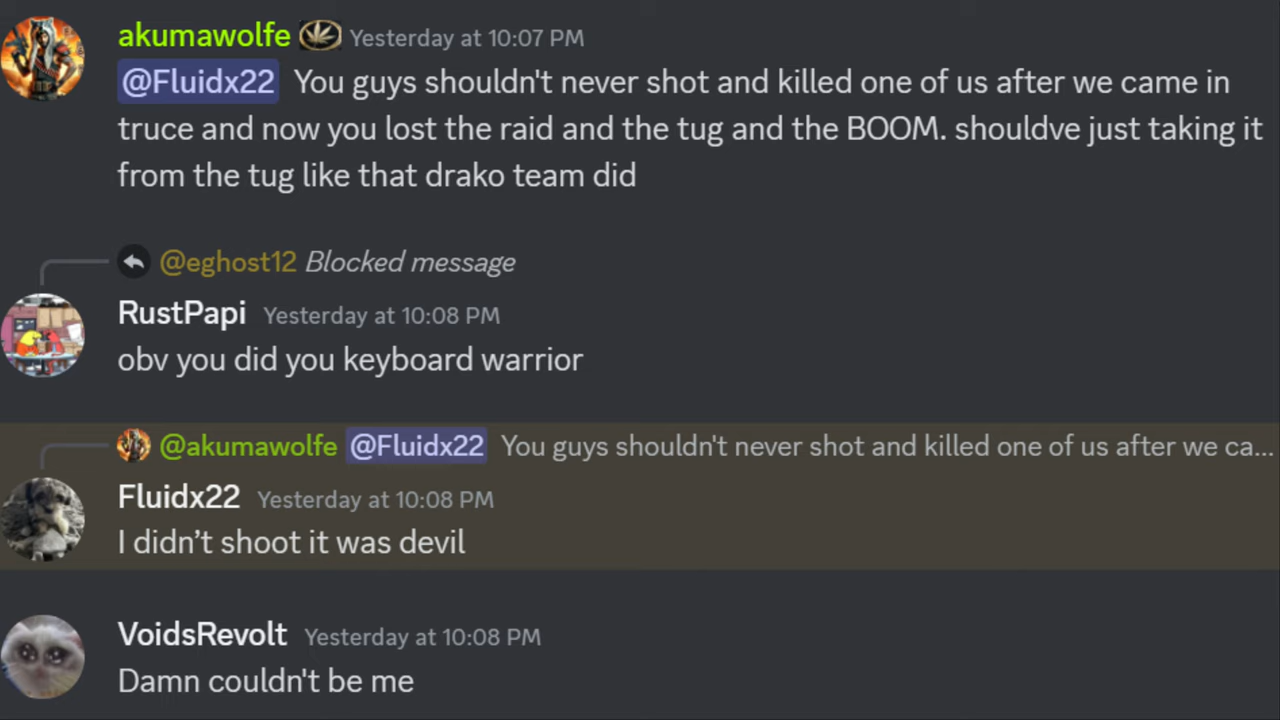 akumawolfe Yesterday at 10:07 PM
@Fluidx22 You guys shouldn't never shot and killed one of us after we came in
truce and now you lost the raid and the tug and the BOOM. shouldve just taking it
from the tug like that drako team did
@eghost12 Blocked message
RustPapi Yesterday at 10:08 PM
obv you did you keyboard warrior
@akumawolfe @Fluidx22 You guys shouldn't never shot and killed one of us after we ca...
Fluidx22 Yesterday at 10:08 PM
I didn’t shoot it was devil
VoidsRevolt Yesterday at 10:08 PM
Damn couldn't be me